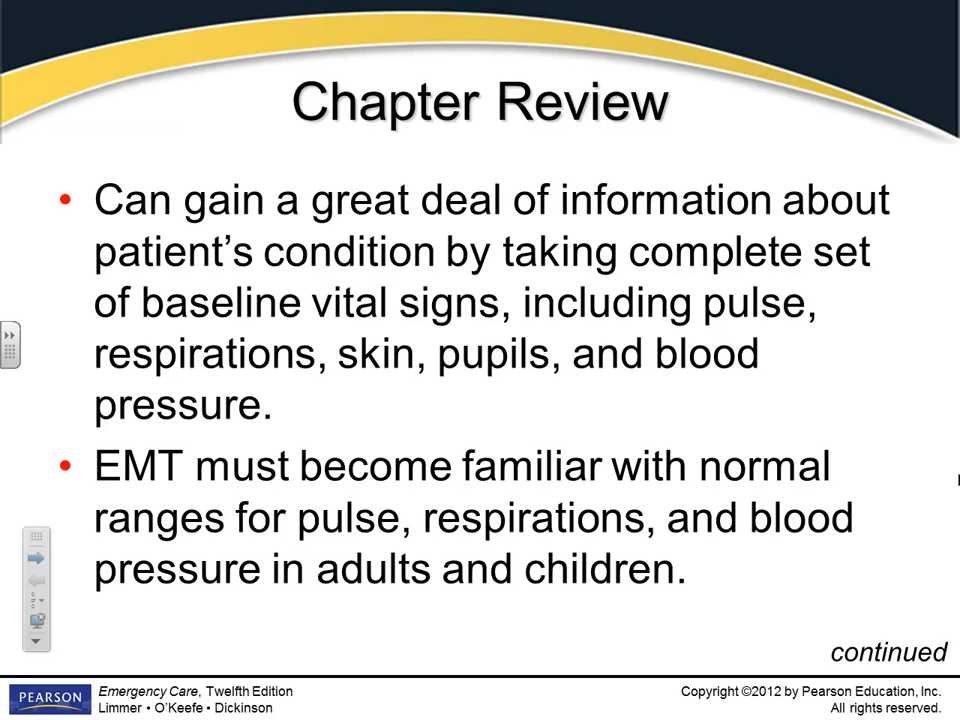 Chapter Review
• Can gain a great deal of information about
patient’s condition by taking complete set
of baseline vital signs, including pulse,
respirations, skin, pupils, and blood
pressure.
• EMT must become familiar with normal
ranges for pulse, respirations, and blood
pressure in adults and children.
continued
PEARSON
Emergency Care, Twelfth Edition
Limmer • O’Keefe • Dickinson
Copyright ©2012 by Pearson Education, Inc.
All rights reserved.